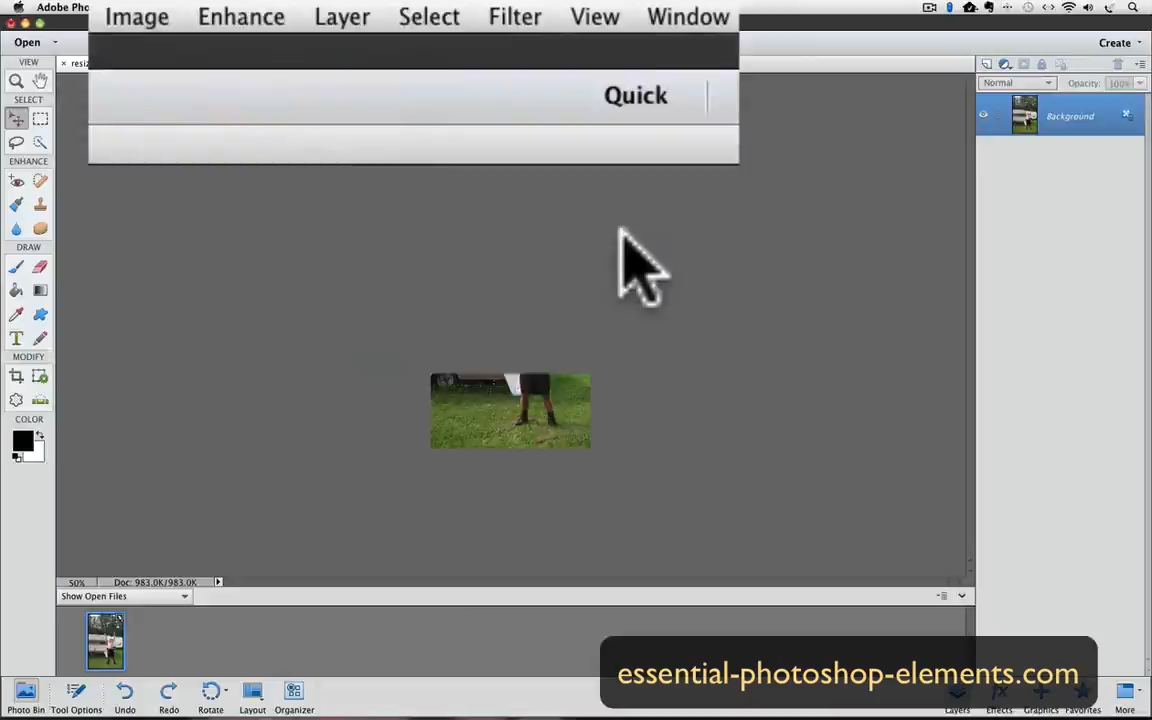 Adobe Pho
Image Enhance Layer Select Filter View Window
Open
Quick
Create
VIEW
resi
Normal
Opacity: 100%
SELECT
Background
ENHANCE
DRAW
T
MODIFY
COLOR
50% Doc: 983.0K/983.0K
Show Open Files
essential-photoshop-elements.com
Photo Bin Tool Options Undo Redo Rotate Layout Organizer Layers Effects Graphics Favorites More